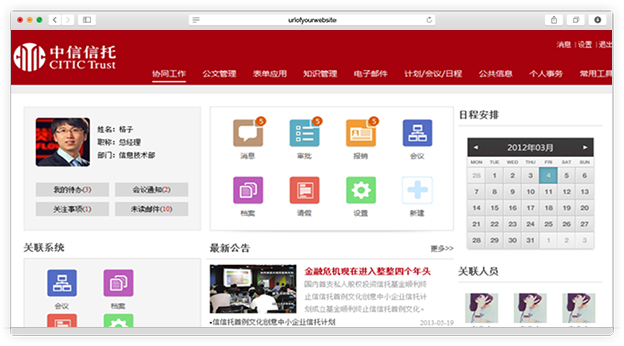 urlofyourwebsite
中信信托
CITIC Trust
消息 | 设置 | 退出
协同工作 公文管理 表单应用 知识管理 电子邮件 计划/会议/日程 公共信息 个人事务 常用工具
姓名: 格子
职称: 总经理
部门: 信息技术部
我的待办(3) 会议通知(2)
关注事项(1) 未读邮件(10)
5 5 5
消息 审批 报销 会议
档案 请假 设置 新建
日程安排
2012年03月
MON TUE WED THU FRI SAT SUN
28 1 2 3 4 5 6
7 8 9 10 11 12 13
14 15 16 17 18 19 20
21 22 23 24 25 26 27
28 29 30 31 1 2 3
关联系统
会议 档案
最新公告 更多>>
金融危机现在进入整整四个年头
国内首支私人股权投资信托基金顺利终
止信信托首例文化创意中小企业信托计
划成立基金顺利终止信信托首例文化。
•信信托首例文化创意中小企业信托计划 2013-05-19
关联人员